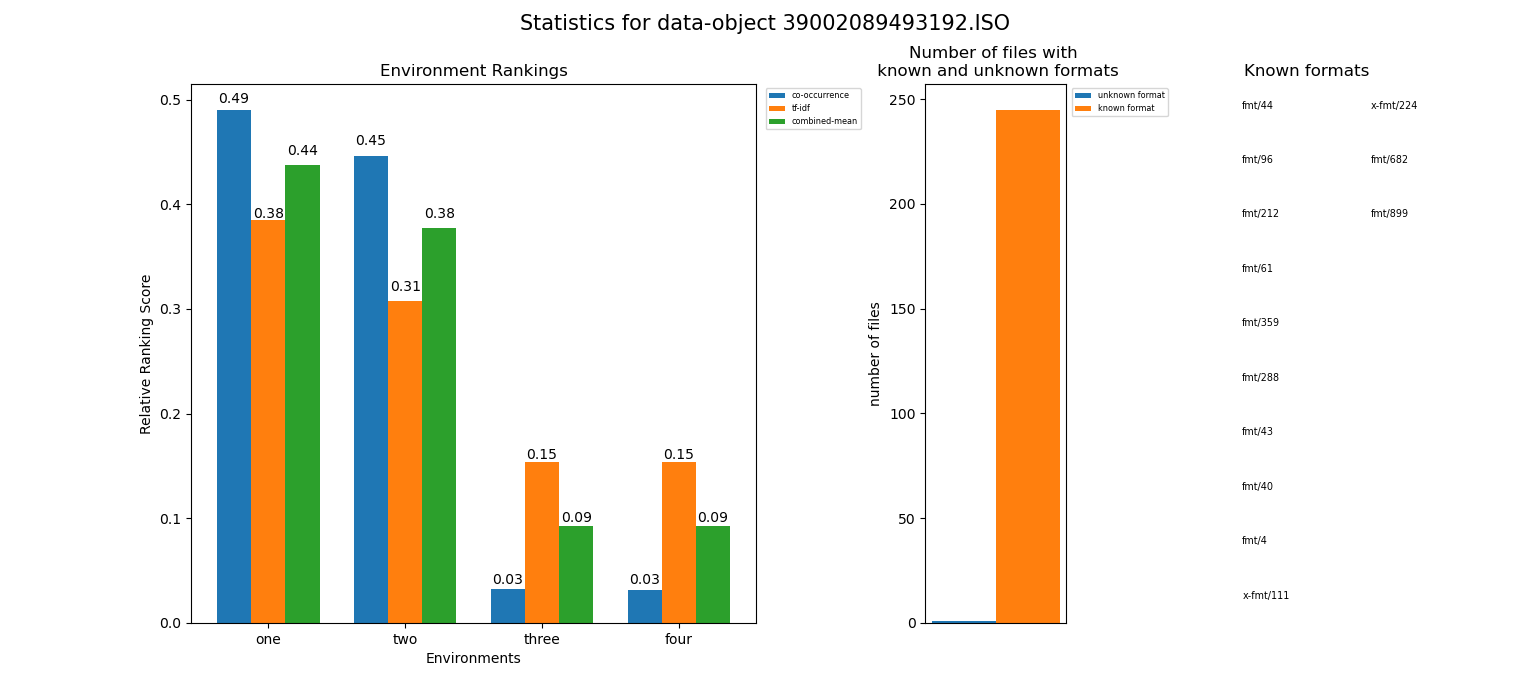 Statistics for data-object 39002089493192.ISO
Environment Rankings
Relative Ranking Score
0.5
0.4
0.3
0.2
0.1
0.0
0.49
0.38
0.44
0.45
0.31
0.38
0.03
0.15
0.09
0.03
0.15
0.09
one
two
three
four
Environments
co-occurrence
tf-idf
combined-mean
Number of files with
known and unknown formats
number of files
250
200
150
100
50
0
unknown format
known format
Known formats
fmt/44
fmt/96
fmt/212
fmt/61
fmt/359
fmt/288
fmt/43
fmt/40
fmt/4
x-fmt/111
x-fmt/224
fmt/682
fmt/899